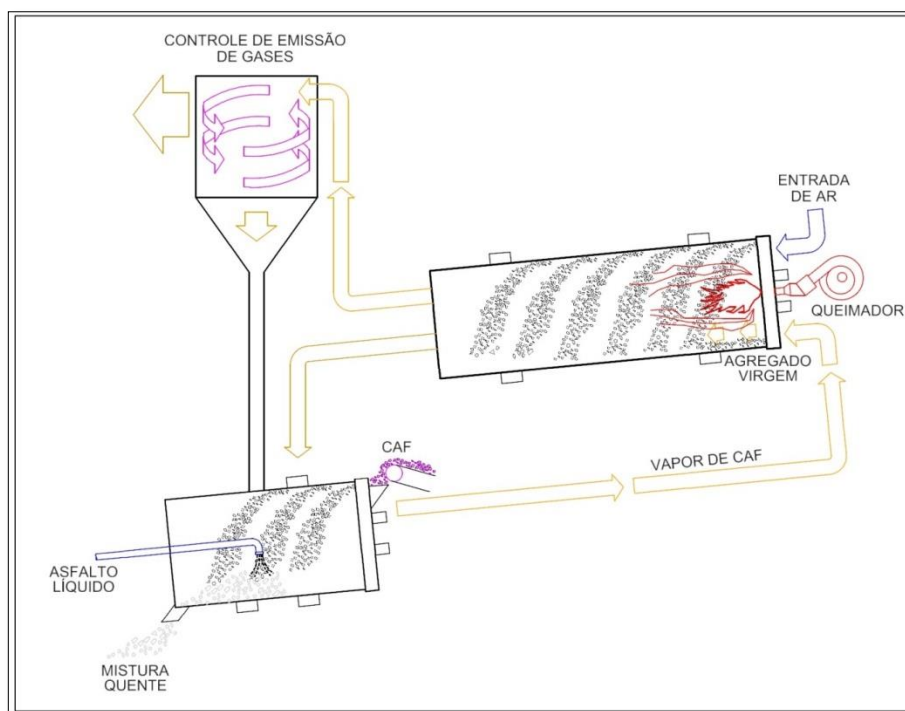 CONTROLE DE EMISSÃO
DE GASES
ENTRADA
DE AR
QUEIMADOR
AGREGADO
VIRGEM
CAF
VAPOR DE CAF
ASFALTO
LÍQUIDO
MISTURA
QUENTE